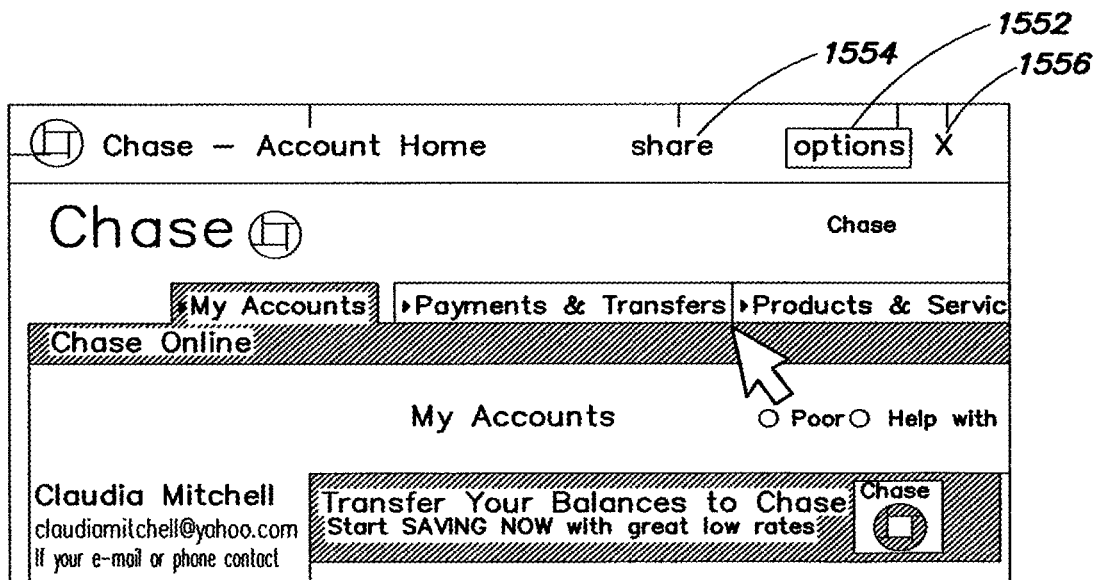 1552
1554
1556
Chase – Account Home share options X
Chase Chase
My Accounts Payments & Transfers Products & Servic
Chase Online
My Accounts Poor Help with
Claudia Mitchell
claudiamitchell@yahoo.com
If your e-mail or phone contact
Transfer Your Balances to Chase
Start SAVING NOW with great low rates
Chase